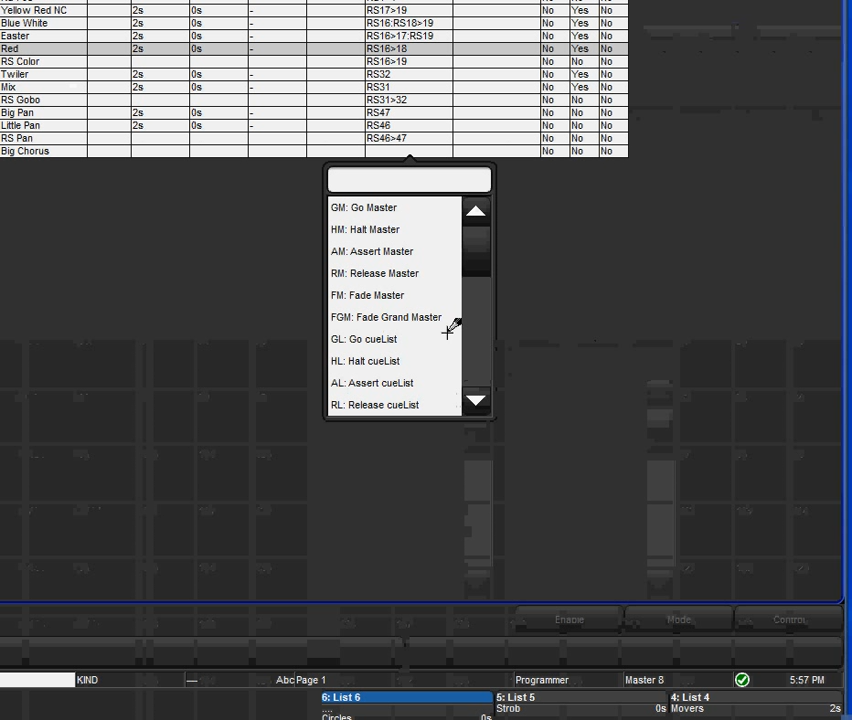 Yellow Red NC 2s 0s - RS17>19 No Yes No
Blue White 2s 0s - RS16:RS18>19 No Yes No
Easter 2s 0s - RS16>17:RS19 No Yes No
Red 2s 0s - RS16>18 No Yes No
RS Color RS16>19 No No No
Twiler 2s 0s - RS32 No Yes No
Mix 2s 0s - RS31 No Yes No
RS Gobo RS31>32 No No No
Big Pan 2s 0s - RS47 No Yes No
Little Pan 2s 0s - RS46 No Yes No
RS Pan RS46>47 No No No
Big Chorus No No No
GM: Go Master
HM: Halt Master
AM: Assert Master
RM: Release Master
FM: Fade Master
FGM: Fade Grand Master
GL: Go cueList
HL: Halt cueList
AL: Assert cueList
RL: Release cueList
Enable Mode Control
KIND — Abc Page 1 Programmer Master 8 5:57 PM
6: List 6 5: List 5 4: List 4
.... Strob 0s Movers 2s
Circles 0s